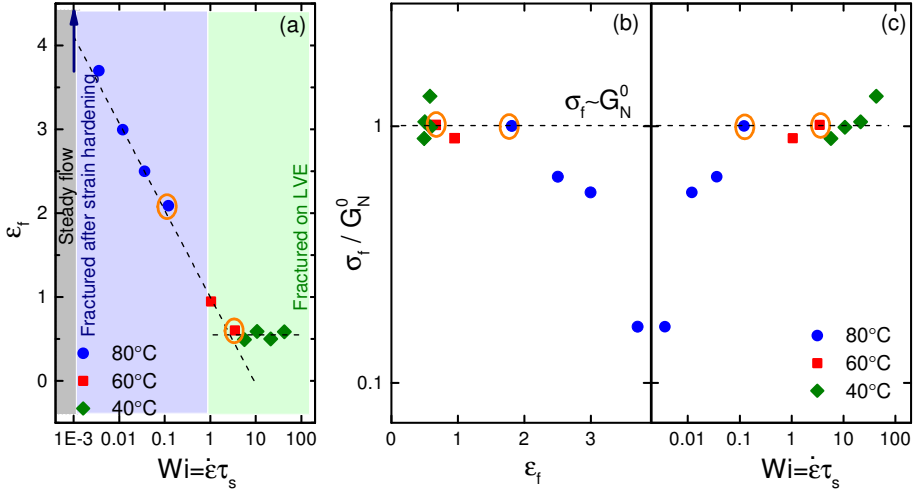 (a)
4
3
2
1
0
ε_f
Steady flow
Fractured after strain hardening
Fractured on LVE
80°C
60°C
40°C
1E-3 0.01 0.1 1 10 100
Wi=ε̇τ_s
(b)
σ_f~G_N^0
1
0.1
σ_f / G_N^0
0 1 2 3
ε_f
(c)
80°C
60°C
40°C
0.01 0.1 1 10 100
Wi=ε̇τ_s